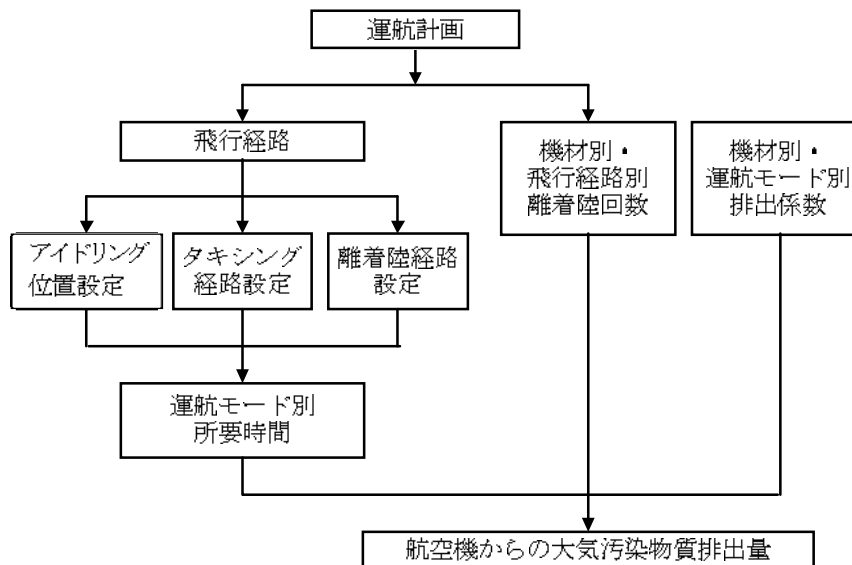 運航計画
飛行経路
機材別・
飛行経路別
離着陸回数
機材別・
運航モード別
排出係数
アイドリング
位置設定
タキシング
経路設定
離着陸経路
設定
運航モード別
所要時間
航空機からの大気汚染物質排出量